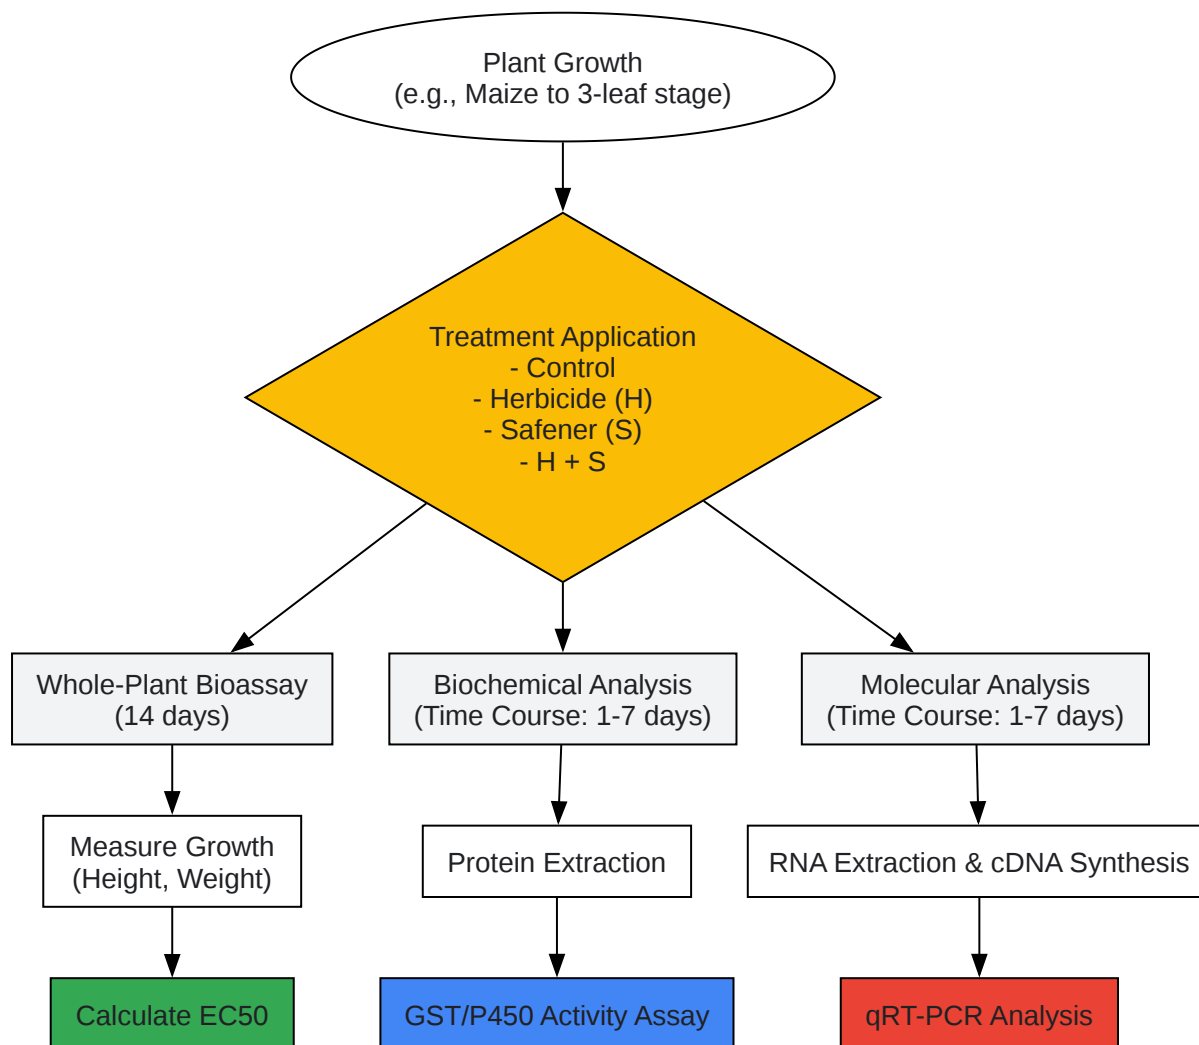 Plant Growth
(e.g., Maize to 3-leaf stage)
Treatment Application
- Control
- Herbicide (H)
- Safener (S)
- H + S
Whole-Plant Bioassay
(14 days)
Biochemical Analysis
(Time Course: 1-7 days)
Molecular Analysis
(Time Course: 1-7 days)
Measure Growth
(Height, Weight)
Protein Extraction
RNA Extraction & cDNA Synthesis
Calculate EC50
GST/P450 Activity Assay
qRT-PCR Analysis